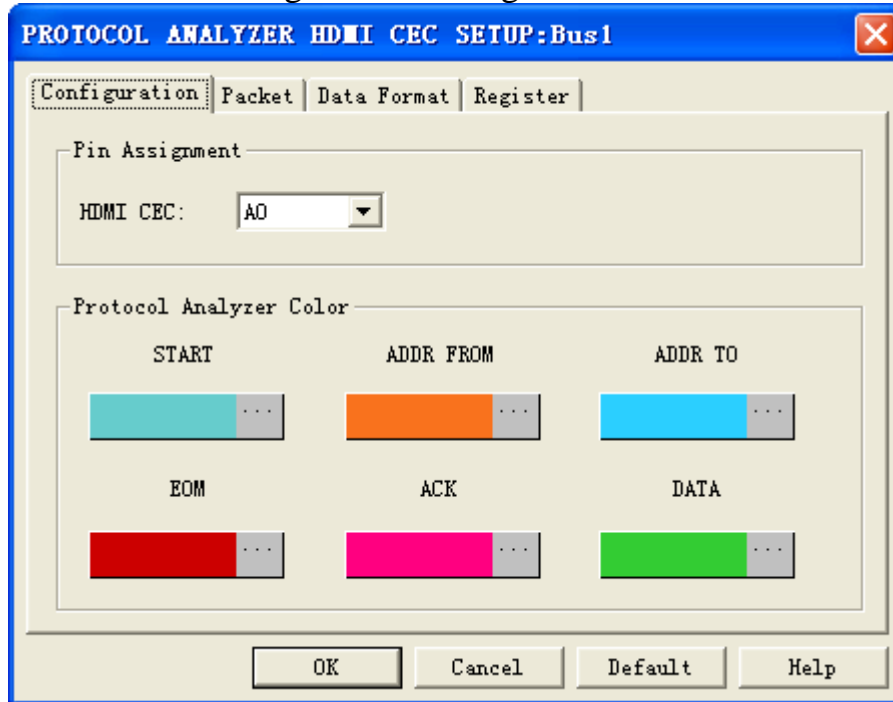 PROTOCOL ANALYZER HDMI CEC SETUP:Bus1
Configuration Packet Data Format Register
Pin Assignment
HDMI CEC: A0
Protocol Analyzer Color
START ADDR FROM ADDR TO
... ... ...
EOM ACK DATA
... ... ...
OK Cancel Default Help